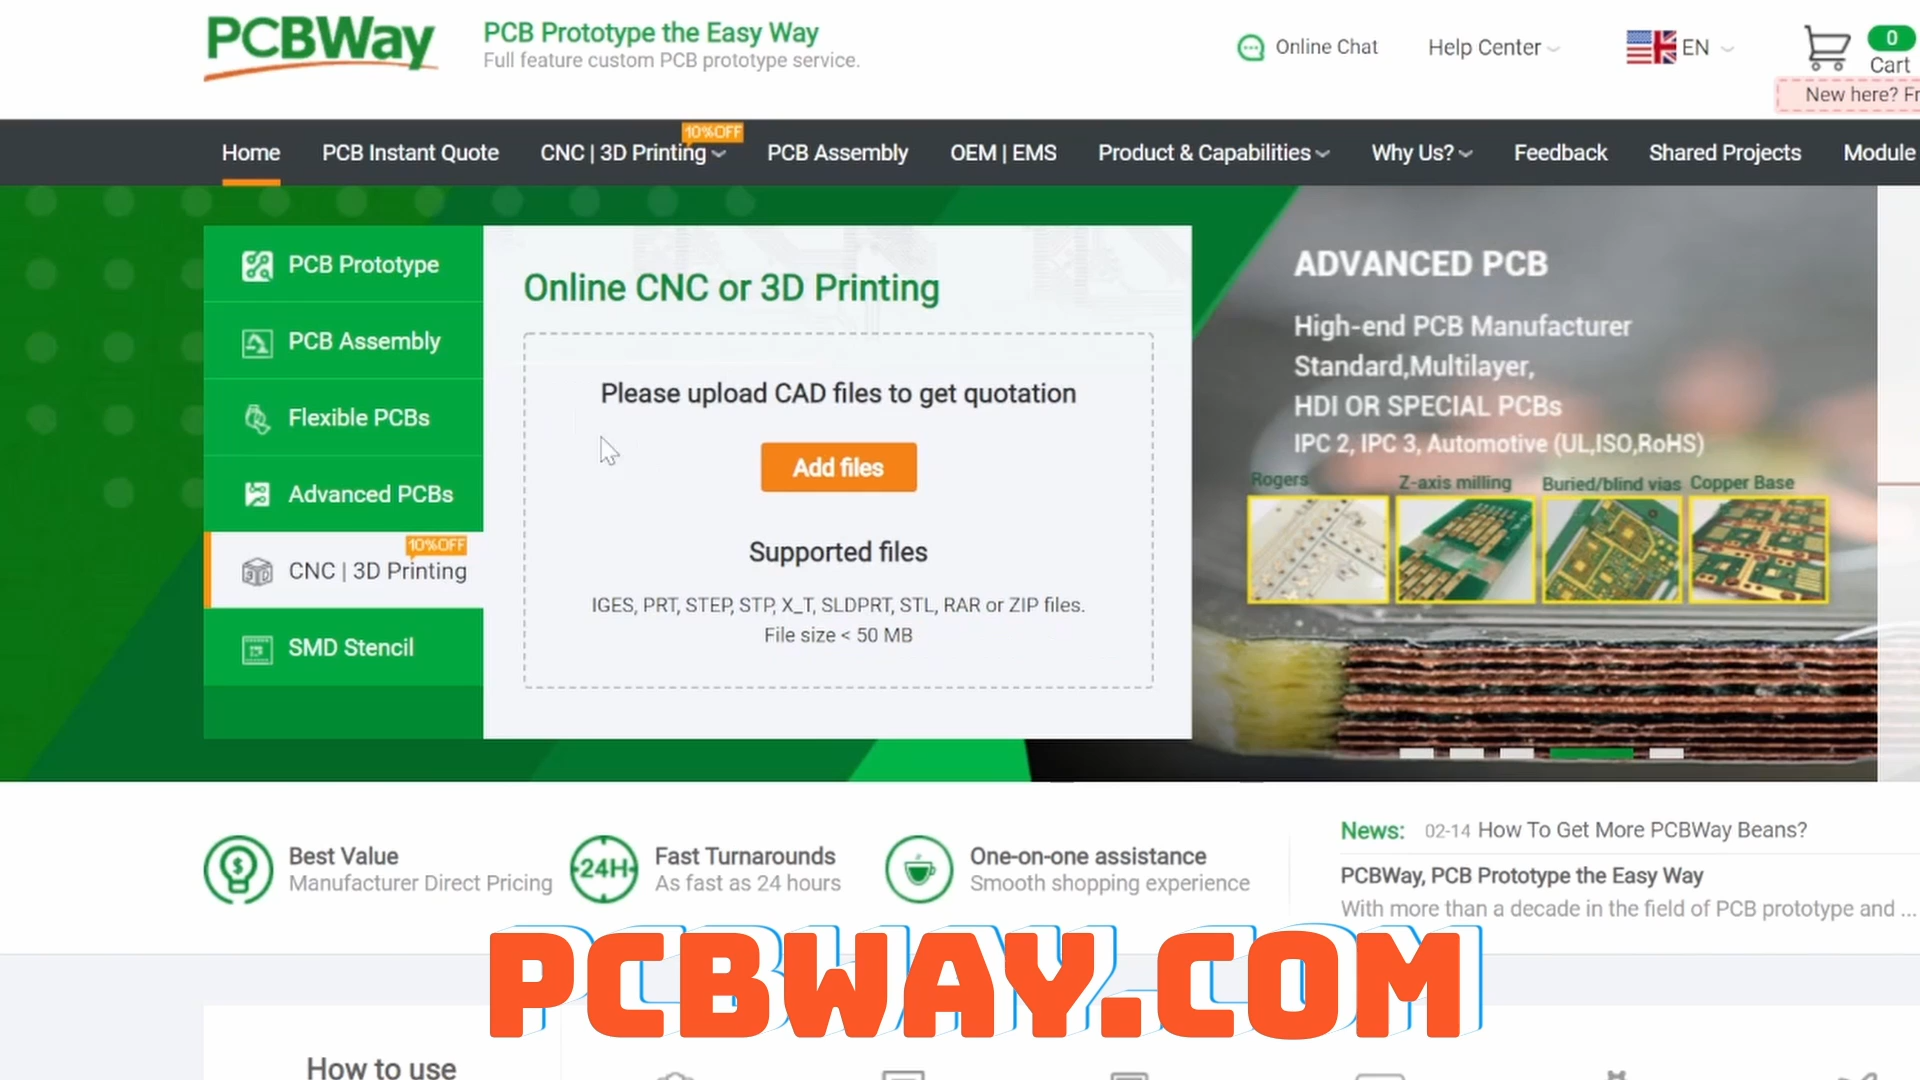 PCBWay
PCB Prototype the Easy Way
Full feature custom PCB prototype service.
Online Chat
Help Center
EN
0
Cart
New here?
10%OFF
Home
PCB Instant Quote
CNC | 3D Printing
PCB Assembly
OEM | EMS
Product & Capabilities
Why Us?
Feedback
Shared Projects
Module
PCB Prototype
PCB Assembly
Flexible PCBs
Advanced PCBs
10%OFF
CNC | 3D Printing
SMD Stencil
Online CNC or 3D Printing
Please upload CAD files to get quotation
Add files
Supported files
IGES, PRT, STEP, STP, X_T, SLDPRT, STL, RAR or ZIP files.
File size < 50 MB
ADVANCED PCB
High-end PCB Manufacturer
Standard,Multilayer,
HDI OR SPECIAL PCBs
IPC 2, IPC 3, Automotive (UL,ISO,RoHS)
Rogers
Z-axis milling
Buried/blind vias
Copper Base
Best Value
Manufacturer Direct Pricing
24H
Fast Turnarounds
As fast as 24 hours
One-on-one assistance
Smooth shopping experience
News:
02-14 How To Get More PCBWay Beans?
PCBWay, PCB Prototype the Easy Way
With more than a decade in the field of PCB prototype and ...
PCBWAY.COM
How to use